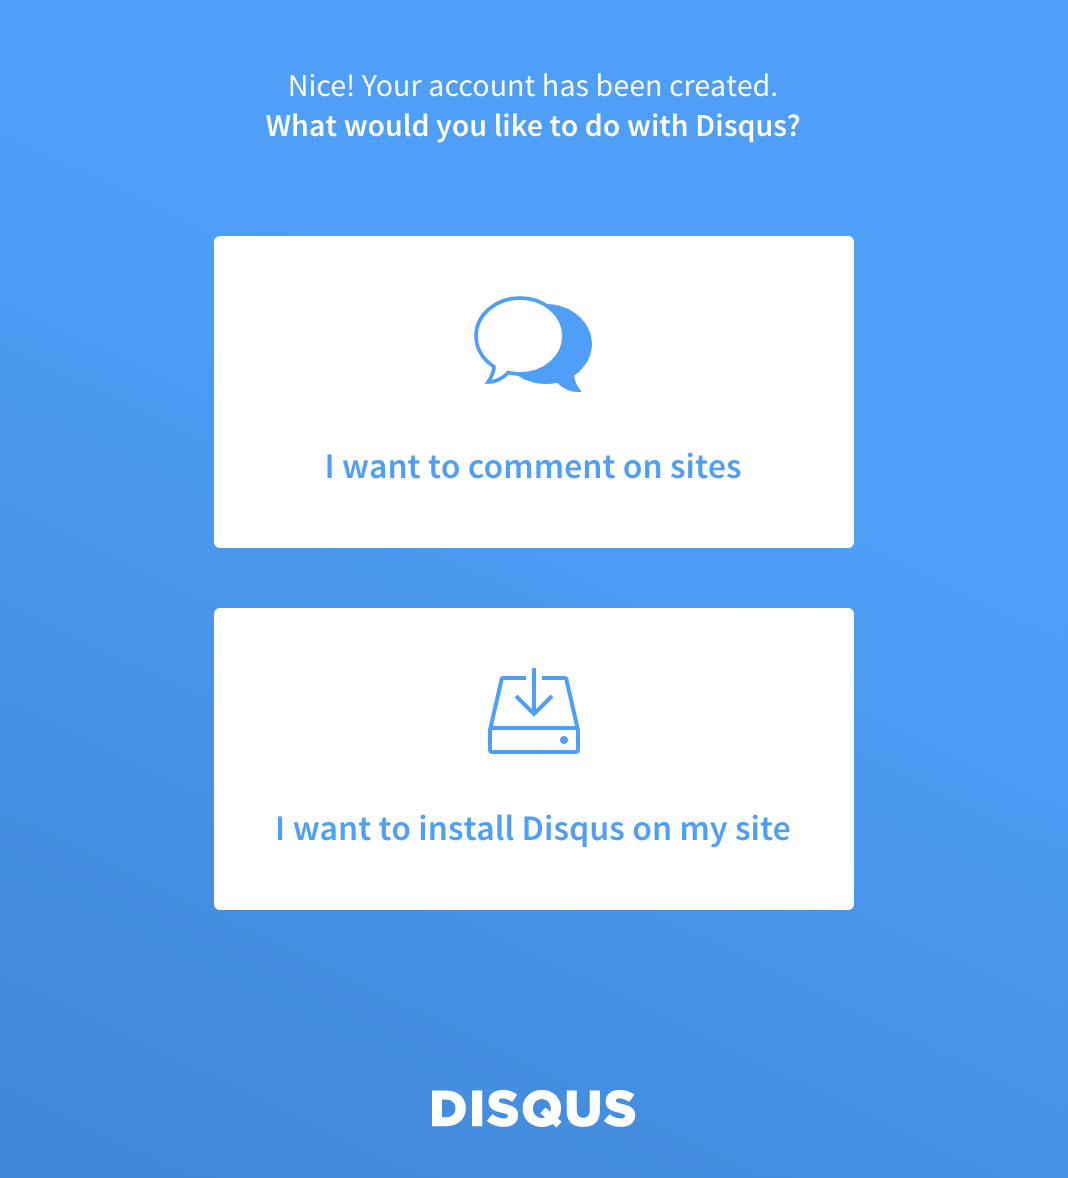 Nice! Your account has been created.
What would you like to do with Disqus?
I want to comment on sites
I want to install Disqus on my site
DISQUS